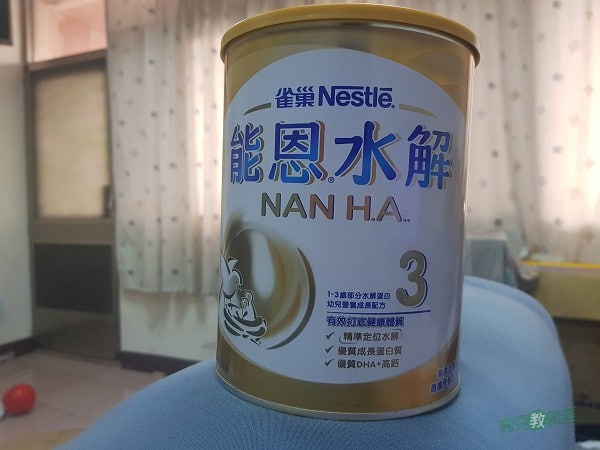 雀巢 Nestlé
能恩水解
NAN H.A.
3
1-3歲部分水解蛋白
幼兒營養成長配方
有效打底健康體質
✓ 精準定位水解
✓ 優質成長蛋白質
✓ 優質DHA+高鈣